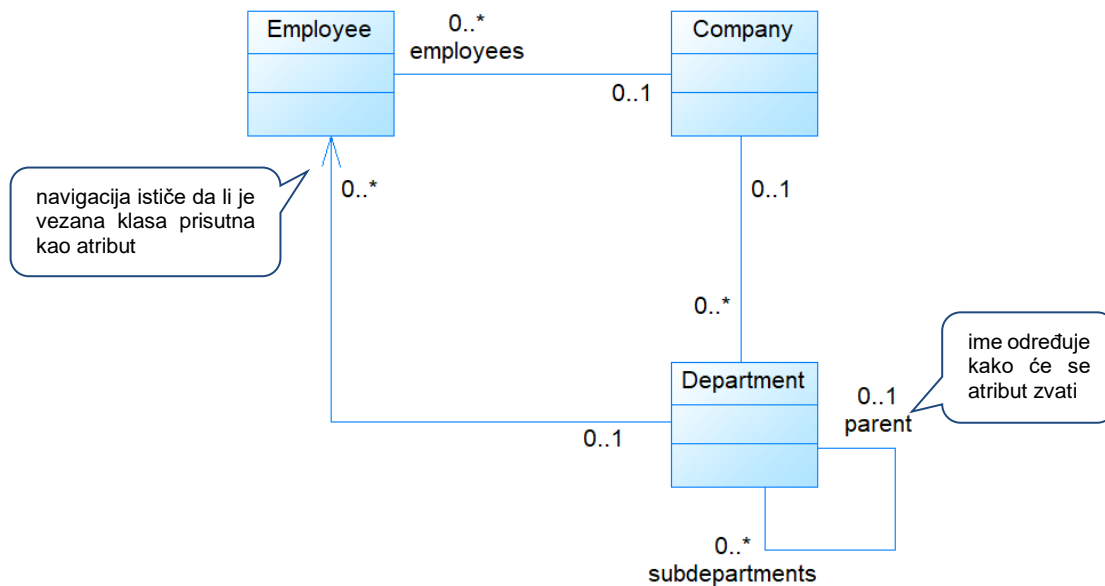 Employee
0..*
employees
Company
0..1
navigacija ističe da li je
vezana klasa prisutna
kao atribut
0..*
0..1
0..*
Department
0..1
parent
ime određuje
kako će se
atribut zvati
0..1
0..*
subdepartments